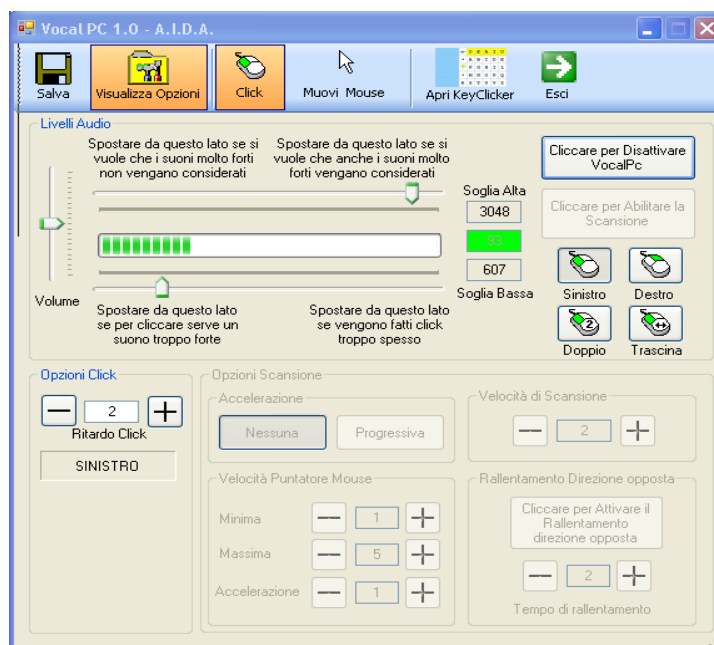 Vocal PC 1.0 - A.I.D.A.
Salva
Visualizza Opzioni
Click
Muovi Mouse
Apri KeyClicker
Esci
Livelli Audio
Spostare da questo lato se si
vuole che i suoni molto forti
non vengano considerati
Spostare da questo lato se si
vuole che anche i suoni molto
forti vengano considerati
Volume
Soglia Alta
3048
93
607
Soglia Bassa
Spostare da questo lato
se per cliccare serve un
suono troppo forte
Spostare da questo lato
se vengono fatti click
troppo spesso
Cliccare per Disattivare
VocalPc
Cliccare per Abilitare la
Scansione
Sinistro
Destro
2
Doppio
Trascina
Opzioni Click
2
Ritardo Click
SINISTRO
Opzioni Scansione
Accelerazione
Nessuna
Progressiva
Velocità Puntatore Mouse
Minima
1
Massima
5
Accelerazione
1
Velocità di Scansione
2
Rallentamento Direzione opposta
Cliccare per Attivare il
Rallentamento
direzione opposta
2
Tempo di rallentamento